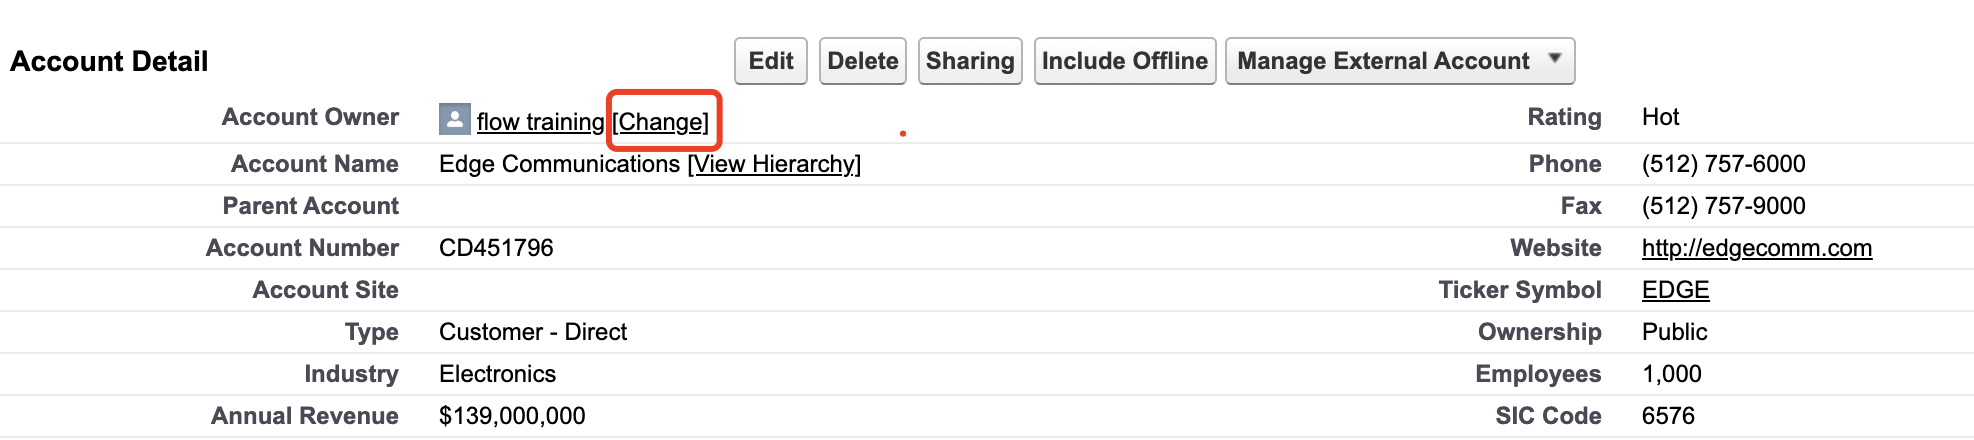 Account Detail Edit Delete Sharing Include Offline Manage External Account
Account Owner flow training [Change] Rating Hot
Account Name Edge Communications [View Hierarchy] Phone (512) 757-6000
Parent Account Fax (512) 757-9000
Account Number CD451796 Website http://edgecomm.com
Account Site Ticker Symbol EDGE
Type Customer - Direct Ownership Public
Industry Electronics Employees 1,000
Annual Revenue $139,000,000 SIC Code 6576